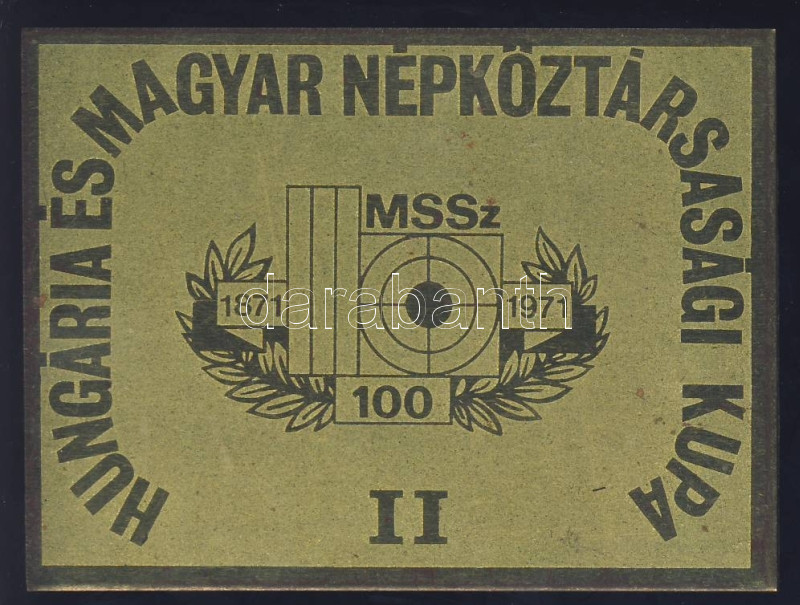 HUNGÁRIA ÉS MAGYAR NÉPKÖZTÁRSASÁGI KUPA
MSSz
1871 1971
darabanth
100
II